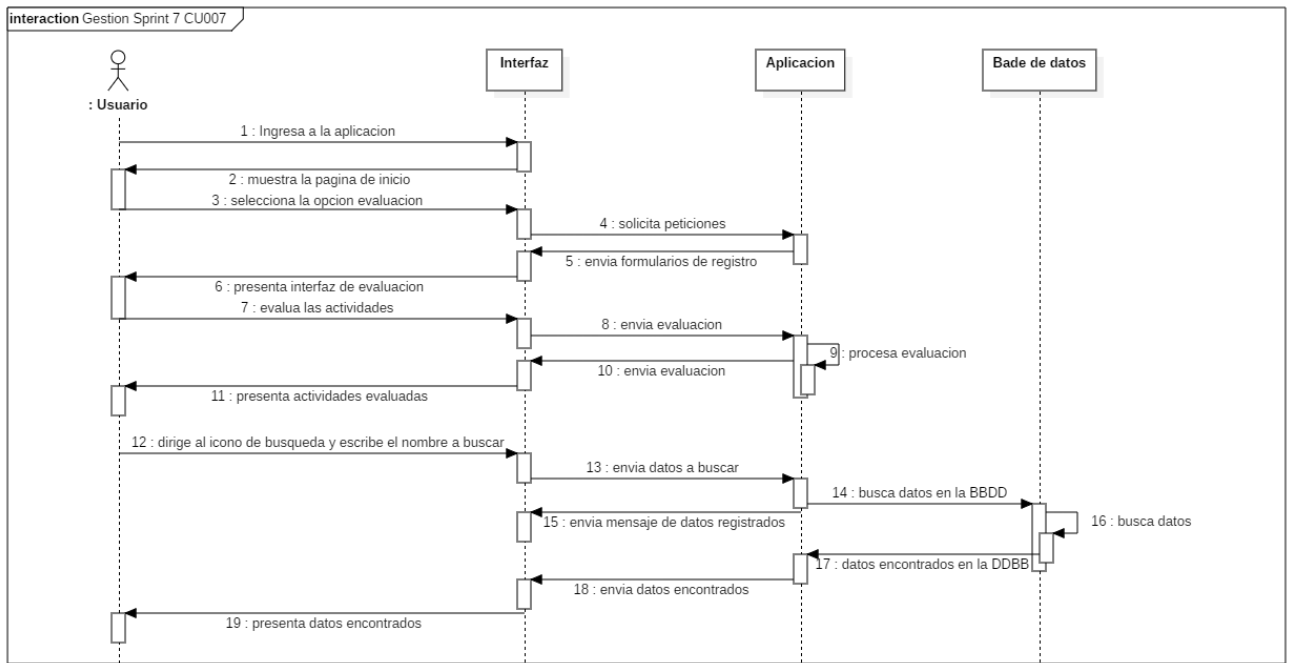 interaction Gestion Sprint 7 CU007
Interfaz
Aplicacion
Bade de datos
: Usuario
1 : Ingresa a la aplicacion
2 : muestra la pagina de inicio
3 : selecciona la opcion evaluacion
4 : solicita peticiones
5 : envia formularios de registro
6 : presenta interfaz de evaluacion
7 : evalua las actividades
8 : envia evaluacion
9 : procesa evaluacion
10 : envia evaluacion
11 : presenta actividades evaluadas
12 : dirige al icono de busqueda y escribe el nombre a buscar
13 : envia datos a buscar
14 : busca datos en la BBDD
15 : envia mensaje de datos registrados
16 : busca datos
17 : datos encontrados en la DDBB
18 : envia datos encontrados
19 : presenta datos encontrados